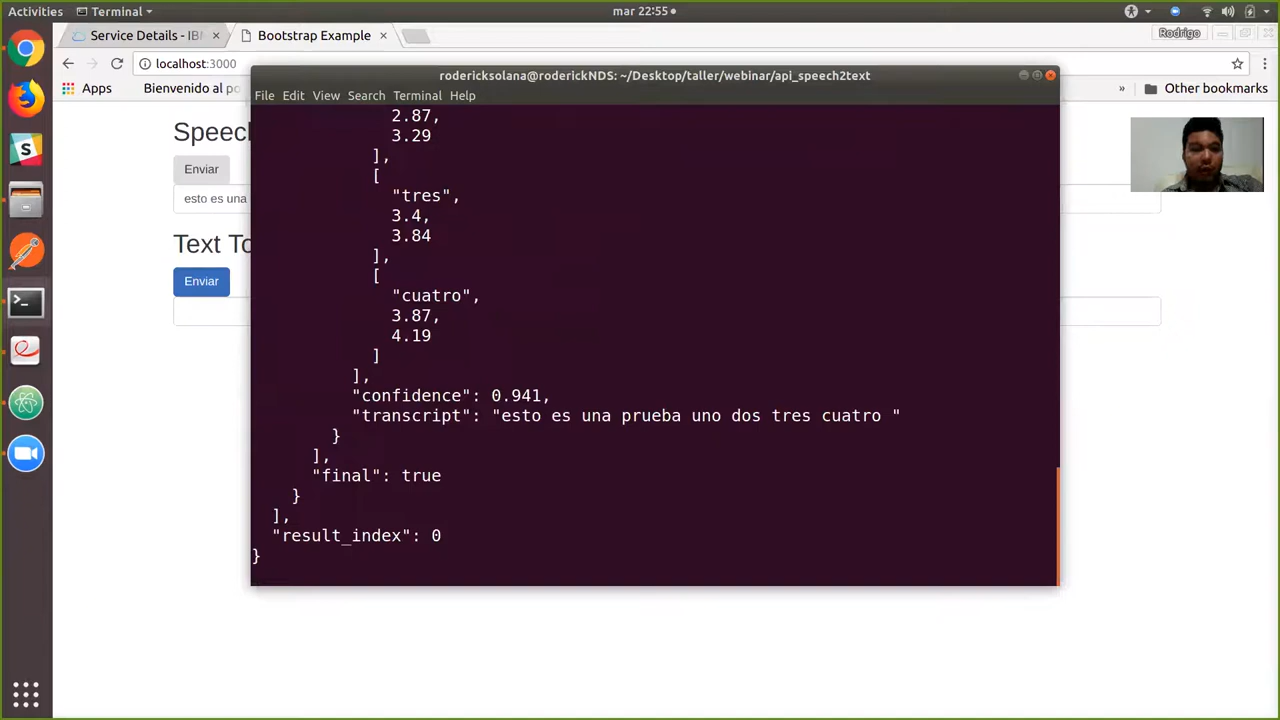 Activities Terminal mar 22:55
Service Details - IBM Bootstrap Example Rodrigo
localhost:3000
Apps Bienvenido al po » Other bookmarks
rodericksolana@roderickNDS: ~/Desktop/taller/webinar/api_speech2text
File Edit View Search Terminal Help
Speech
Enviar
esto es una
Text To
Enviar
2.87,
3.29
],
[
"tres",
3.4,
3.84
],
[
"cuatro",
3.87,
4.19
]
],
"confidence": 0.941,
"transcript": "esto es una prueba uno dos tres cuatro "
}
],
"final": true
}
],
"result_index": 0
}